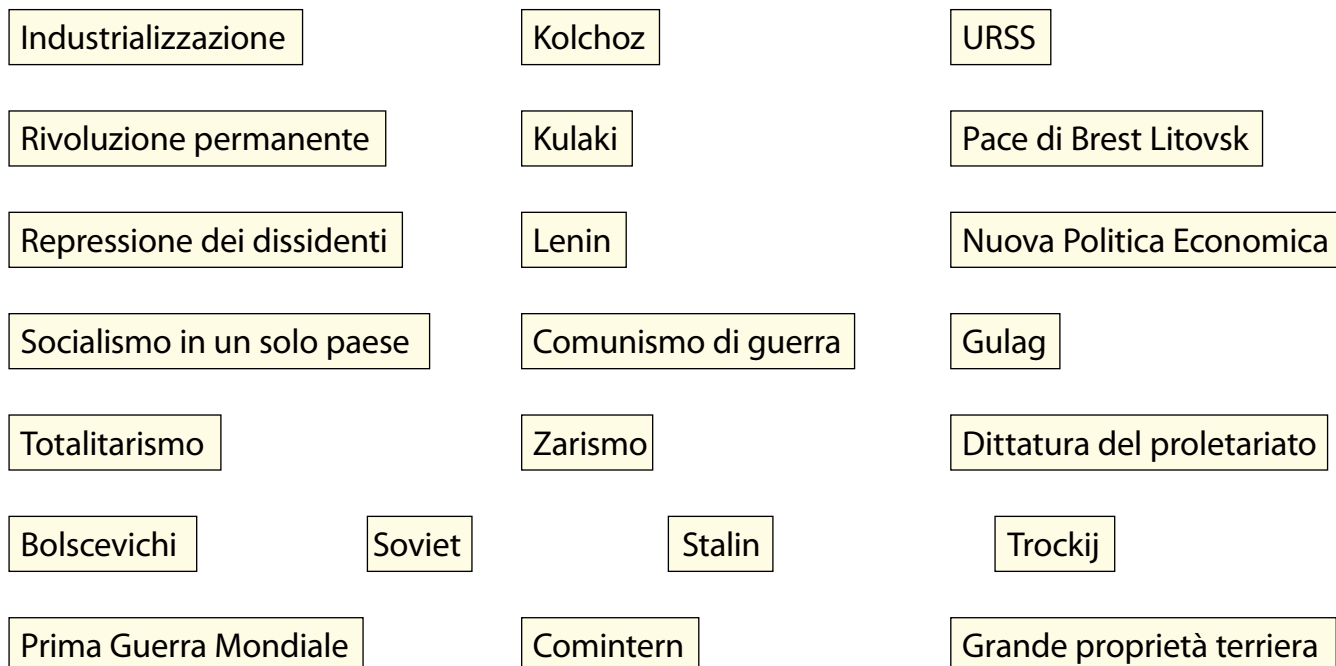 Industrializzazione Kolchoz URSS
Rivoluzione permanente Kulaki Pace di Brest Litovsk
Repressione dei dissidenti Lenin Nuova Politica Economica
Socialismo in un solo paese Comunismo di guerra Gulag
Totalitarismo Zarismo Dittatura del proletariato
Bolscevichi Soviet Stalin Trockij
Prima Guerra Mondiale Comintern Grande proprietà terriera